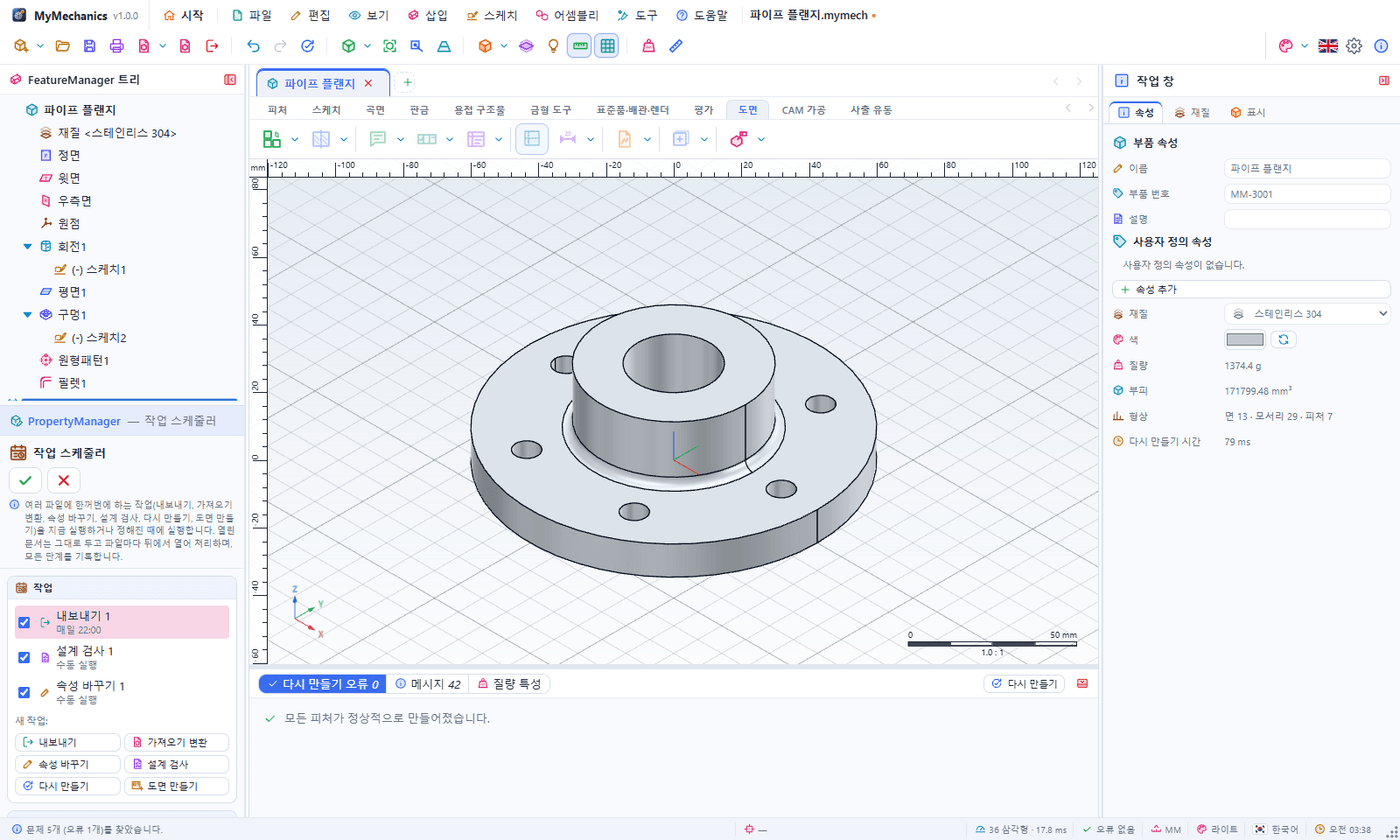 MyMechanics v1.0.0
시작 파일 편집 보기 삽입 스케치 어셈블리 도구 도움말 파이프 플랜지.mymech
FeatureManager 트리
파이프 플랜지
재질 <스테인리스 304>
정면
윗면
우측면
원점
회전1
(-) 스케치1
평면1
구멍1
(-) 스케치2
원형패턴1
필렛1
PropertyManager — 작업 스케줄러
작업 스케줄러
여러 파일에 한꺼번에 하는 작업(내보내기, 가져오기
변환, 속성 바꾸기, 설계 검사, 다시 만들기, 도면 만들
기)을 지금 실행하거나 정해진 때에 실행합니다. 열린
문서는 그대로 두고 파일마다 뒤에서 열어 처리하며,
모든 단계를 기록합니다.
작업
내보내기 1
매일 22:00
설계 검사 1
수동 실행
속성 바꾸기 1
수동 실행
새 작업:
내보내기 가져오기 변환
속성 바꾸기 설계 검사
다시 만들기 도면 만들기
파이프 플랜지
피처 스케치 곡면 판금 용접 구조물 금형 도구 표준품·배관·렌더 평가 도면 CAM 가공 사출 유동
mm -120 -100 -80 -60 -40 -20 0 20 40 60 80 100 120
80
60
40
20
0
-20
-40
-60
Z
Y
X
0 50 mm
1.0 : 1
다시 만들기 오류 0 메시지 42 질량 특성 다시 만들기
모든 피처가 정상적으로 만들어졌습니다.
작업 창
속성 재질 표시
부품 속성
이름 파이프 플랜지
부품 번호 MM-3001
설명
사용자 정의 속성
사용자 정의 속성이 없습니다.
속성 추가
재질 스테인리스 304
색
질량 1374.4 g
부피 171799.48 mm³
형상 면 13 · 모서리 29 · 피처 7
다시 만들기 시간 79 ms
문제 5개 (오류 1개)를 찾았습니다. — 36 삼각형 · 17.8 ms 오류 없음 MM 라이트 한국어 오전 03:38